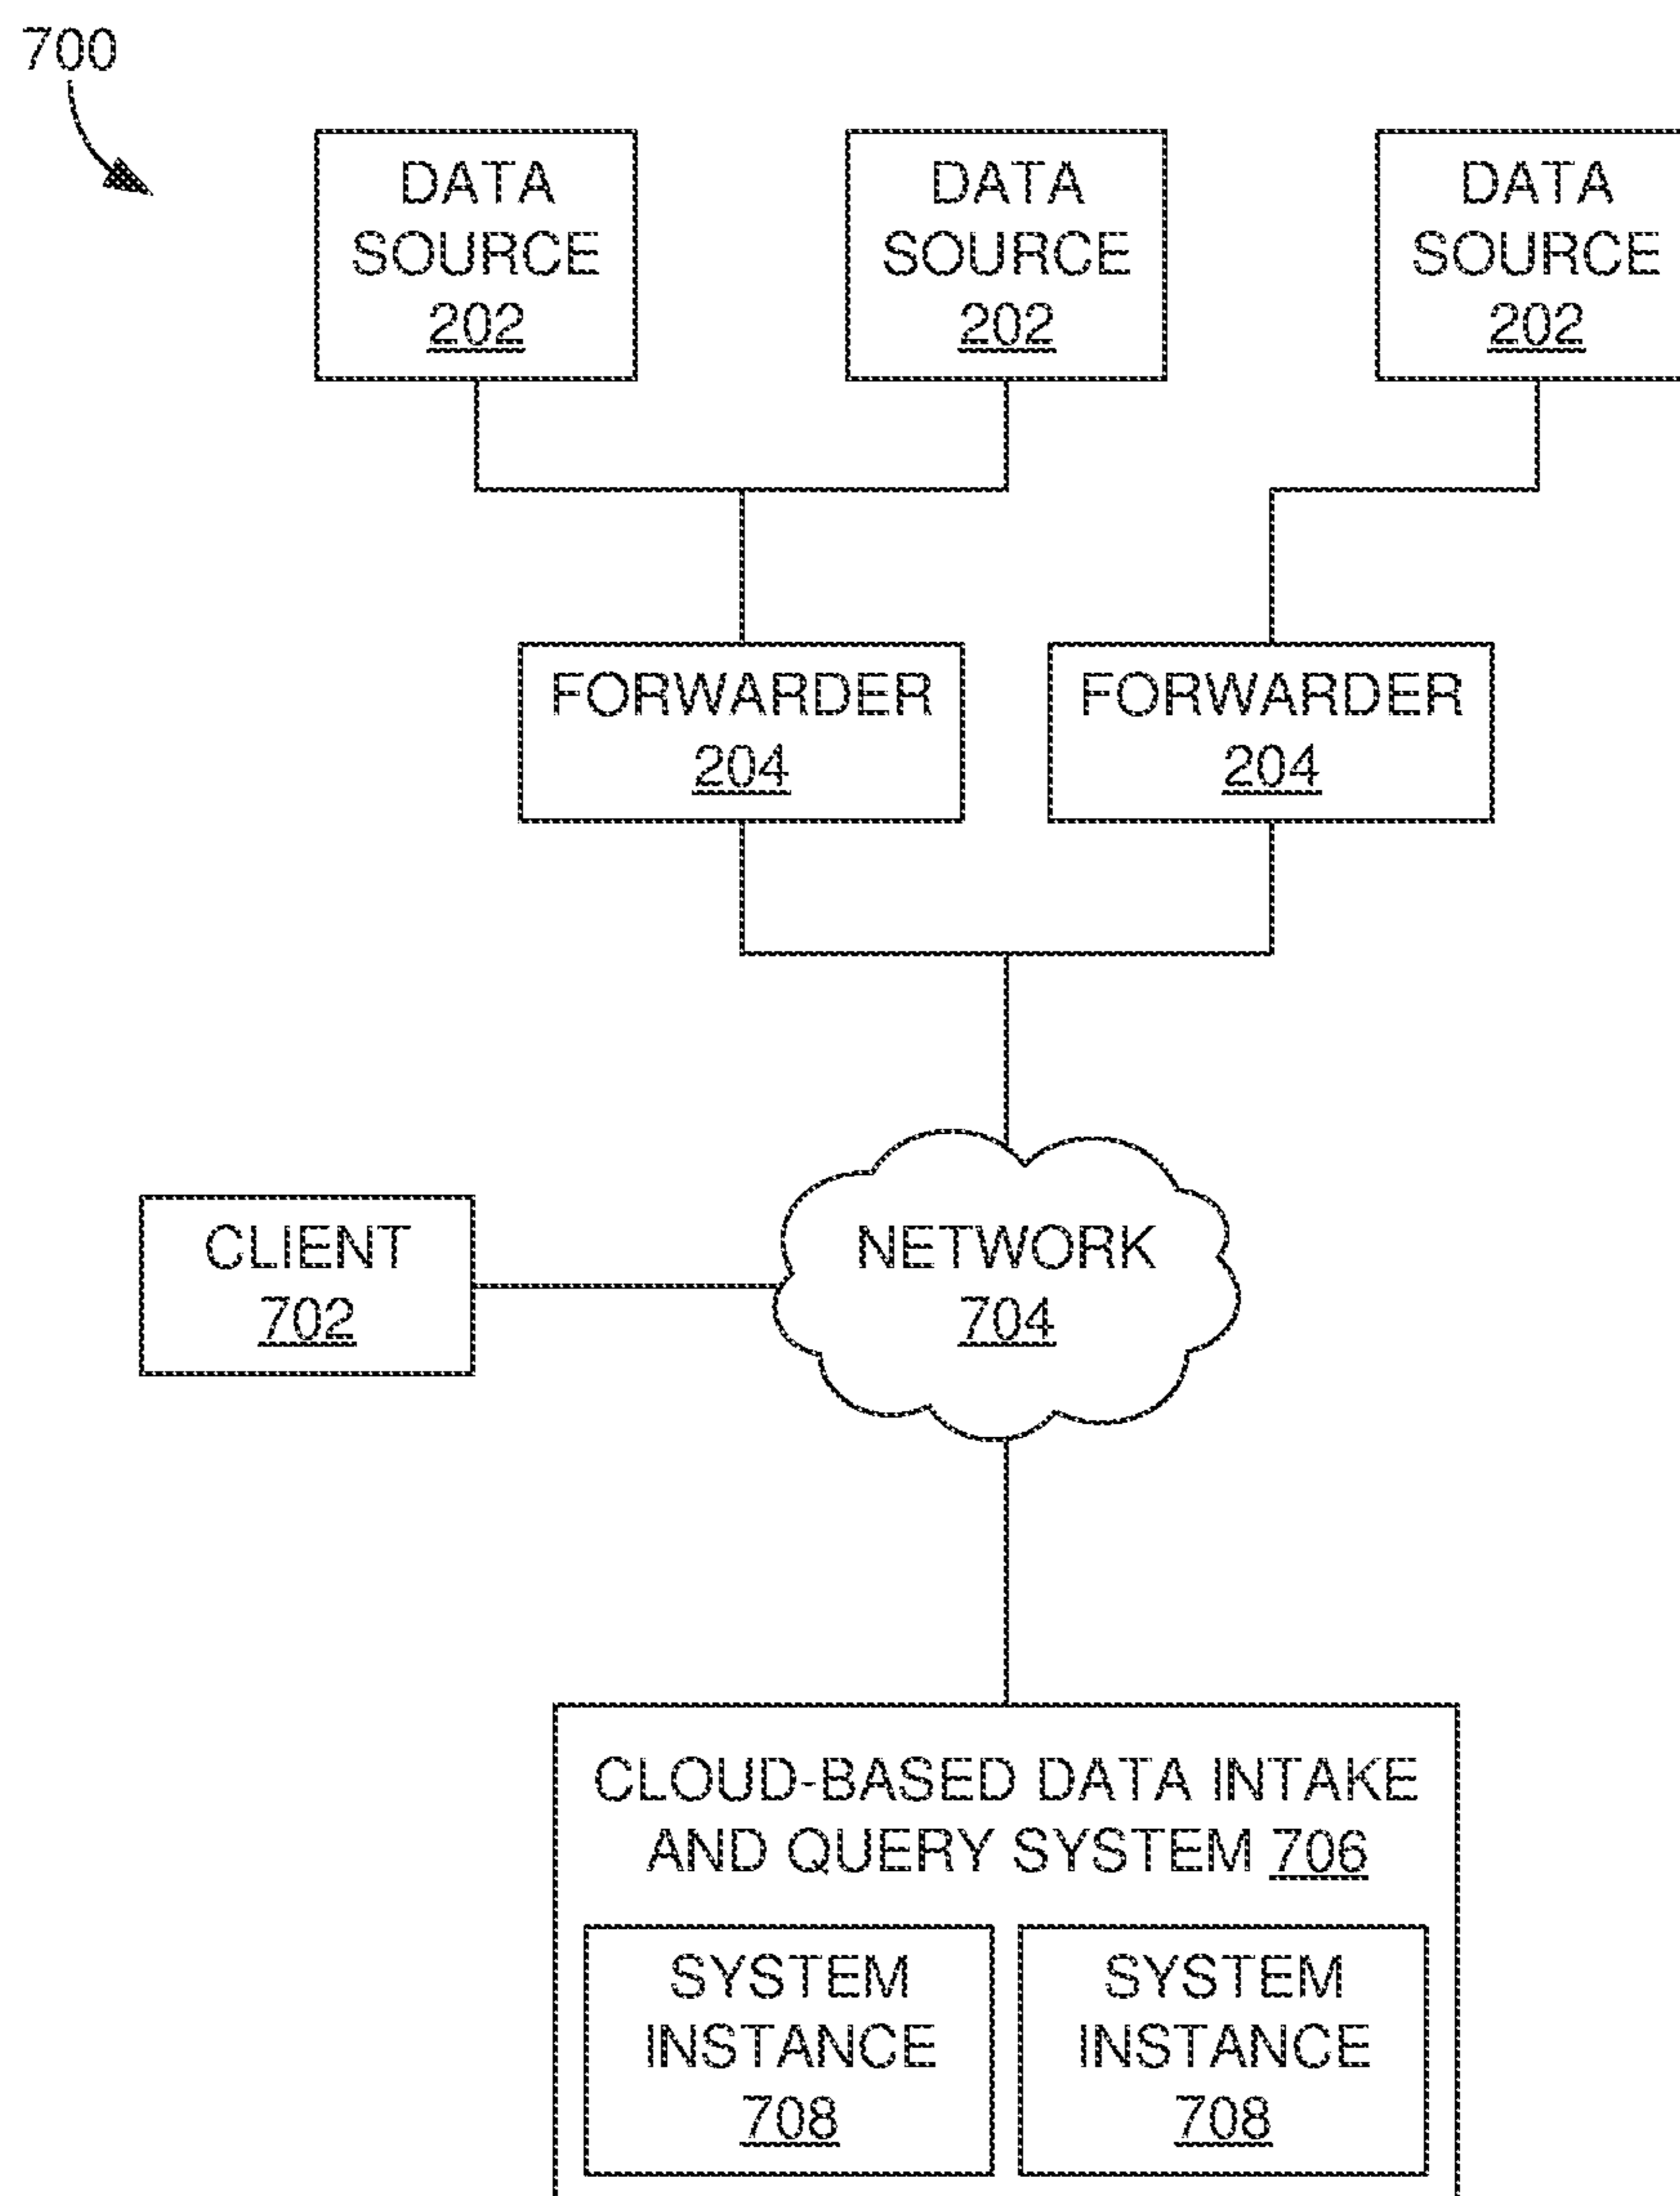 700
DATA
SOURCE
202
DATA
SOURCE
202
DATA
SOURCE
202
FORWARDER
204
FORWARDER
204
CLIENT
702
NETWORK
704
CLOUD-BASED DATA INTAKE
AND QUERY SYSTEM 706
SYSTEM
INSTANCE
708
SYSTEM
INSTANCE
708